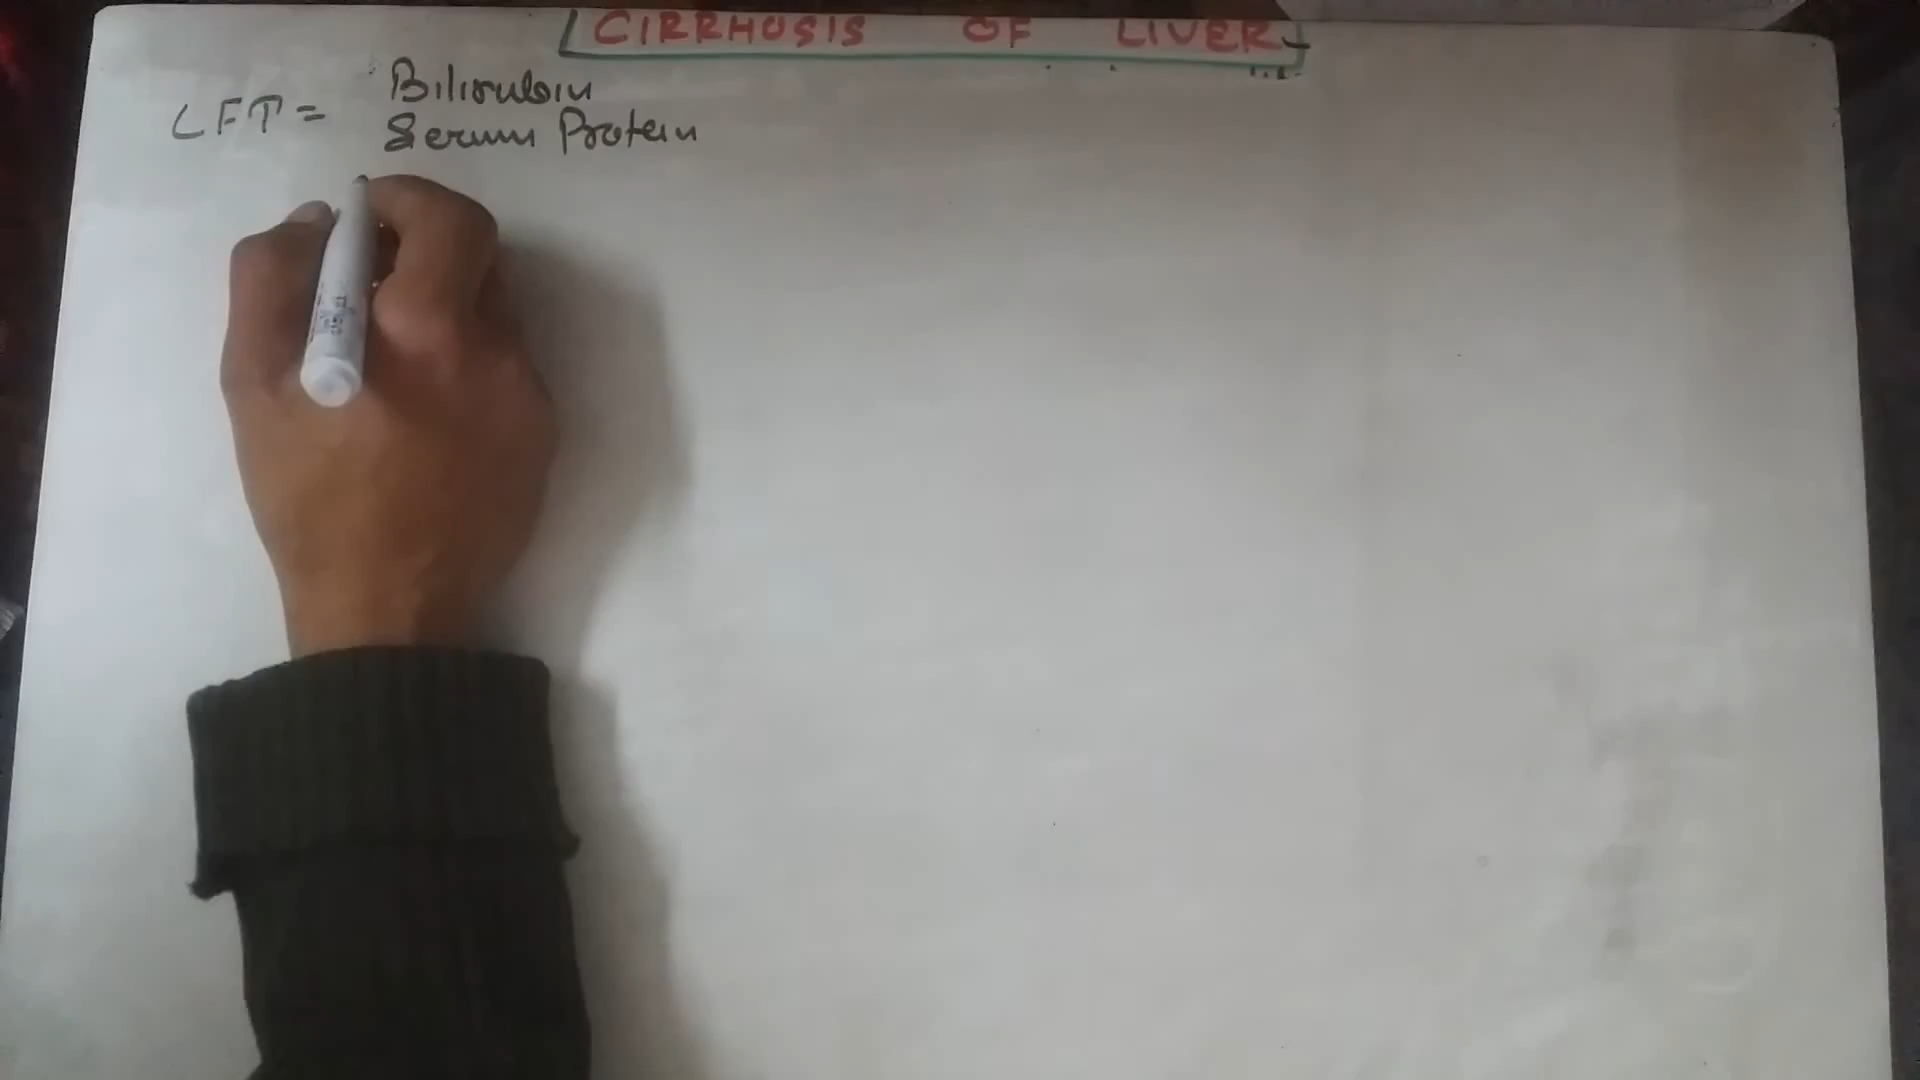 CIRRHOSIS OF LIVER
LFT = Bilirubin
Serum Protein